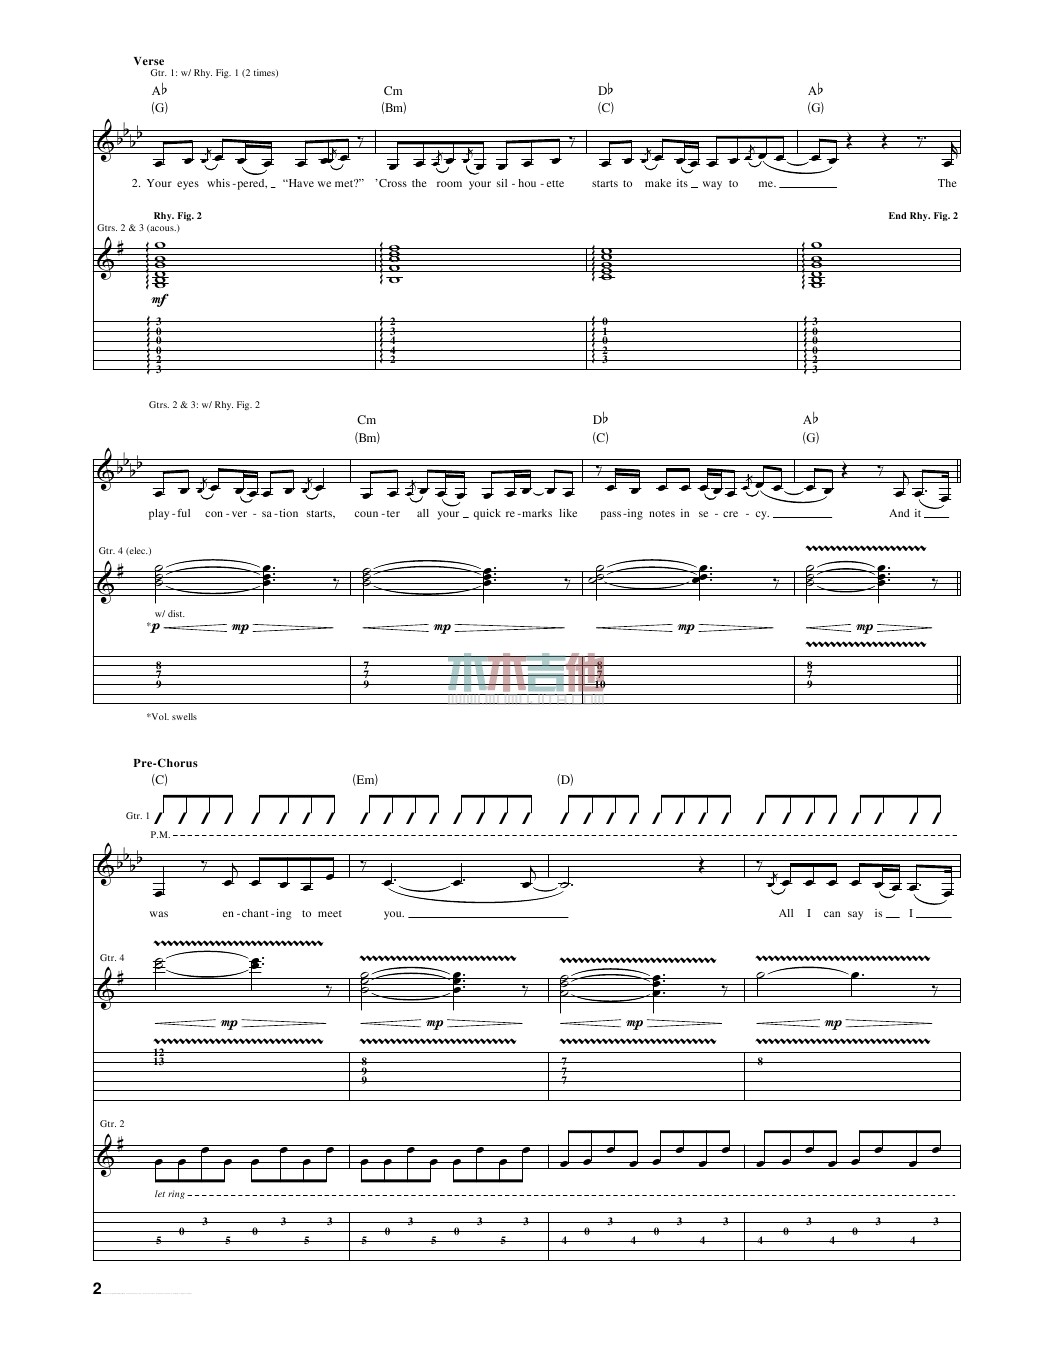 Verse
Gtr. 1: w/ Rhy. Fig. 1 (2 times)
A♭ Cm D♭ A♭
(G) (Bm) (C) (G)
2. Your eyes whis - pered, _ “Have we met?” ’Cross the room your sil - hou - ette starts to make its _ way to me. ___ The
Rhy. Fig. 2 End Rhy. Fig. 2
Gtrs. 2 & 3 (acous.)
mf
3 2 0 3
0 3 1 0
0 4 0 0
0 4 2 0
2 2 3 2
3 3
Gtrs. 2 & 3: w/ Rhy. Fig. 2
Cm D♭ A♭
(Bm) (C) (G)
play - ful con - ver - sa - tion starts, coun - ter all your _ quick re - marks like pass - ing notes in se - cre - cy. ___ And it ___
Gtr. 4 (elec.)
w/ dist.
*p mp mp mp mp
8 7 8 8
7 7 7 7
9 9 10 9
木木吉他
*Vol. swells
Pre-Chorus
(C) (Em) (D)
Gtr. 1
P.M.
was en - chant - ing to meet you. ___ All I can say is _ I ___
Gtr. 4
mp mp mp mp
12
13 8 7 8
9 7
9 7
Gtr. 2
let ring
3 3 3 3 3 3 3 3 3 3 3 3
0 0 0 0 0 0 0 0
5 5 5 5 5 5 4 4 4 4 4 4
2